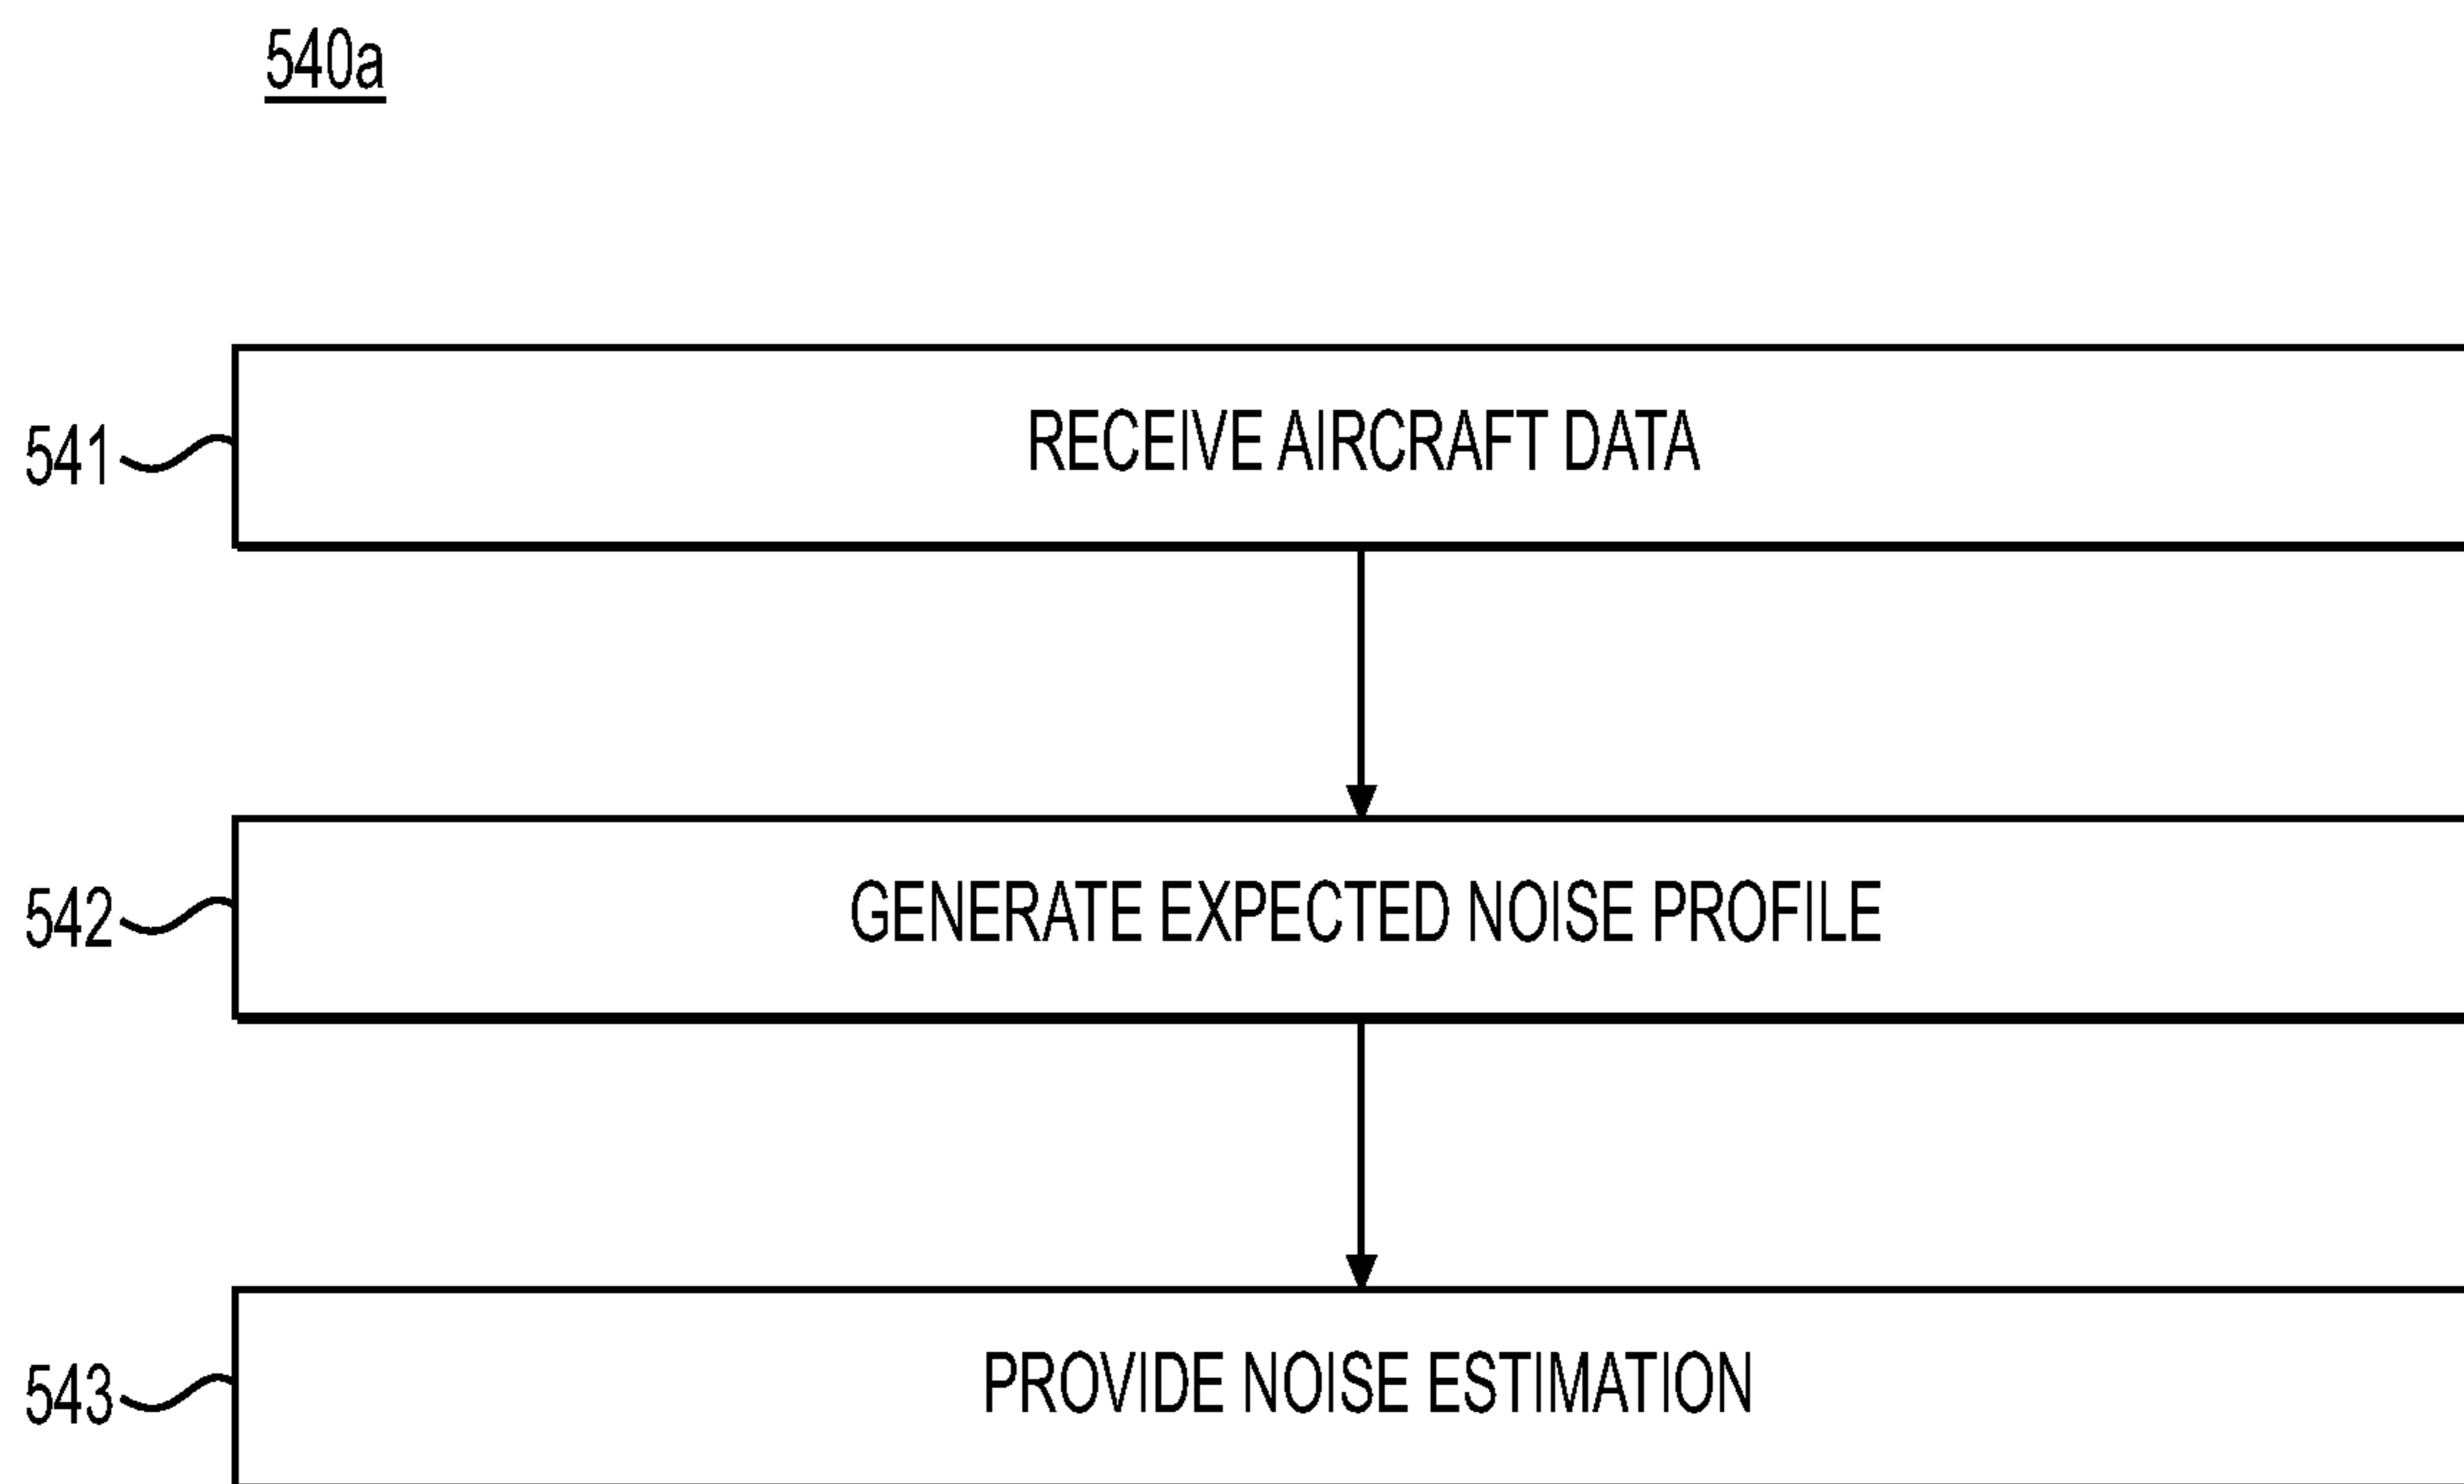 540a
541
RECEIVE AIRCRAFT DATA
542
GENERATE EXPECTED NOISE PROFILE
543
PROVIDE NOISE ESTIMATION